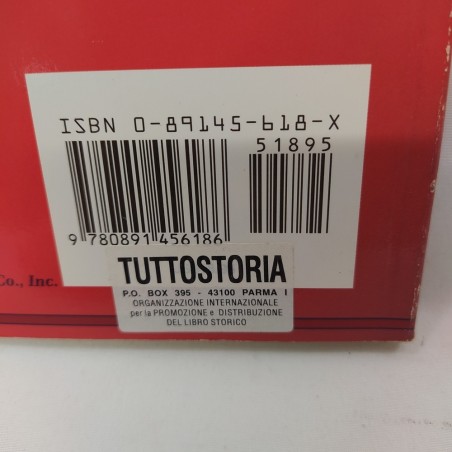 ISBN 0-89145-618-X
51895
9 780891 456186
Co., Inc.
TUTTOSTORIA
P.O. BOX 395 - 43100 PARMA I
ORGANIZZAZIONE INTERNAZIONALE
per la PROMOZIONE e DISTRIBUZIONE
DEL LIBRO STORICO